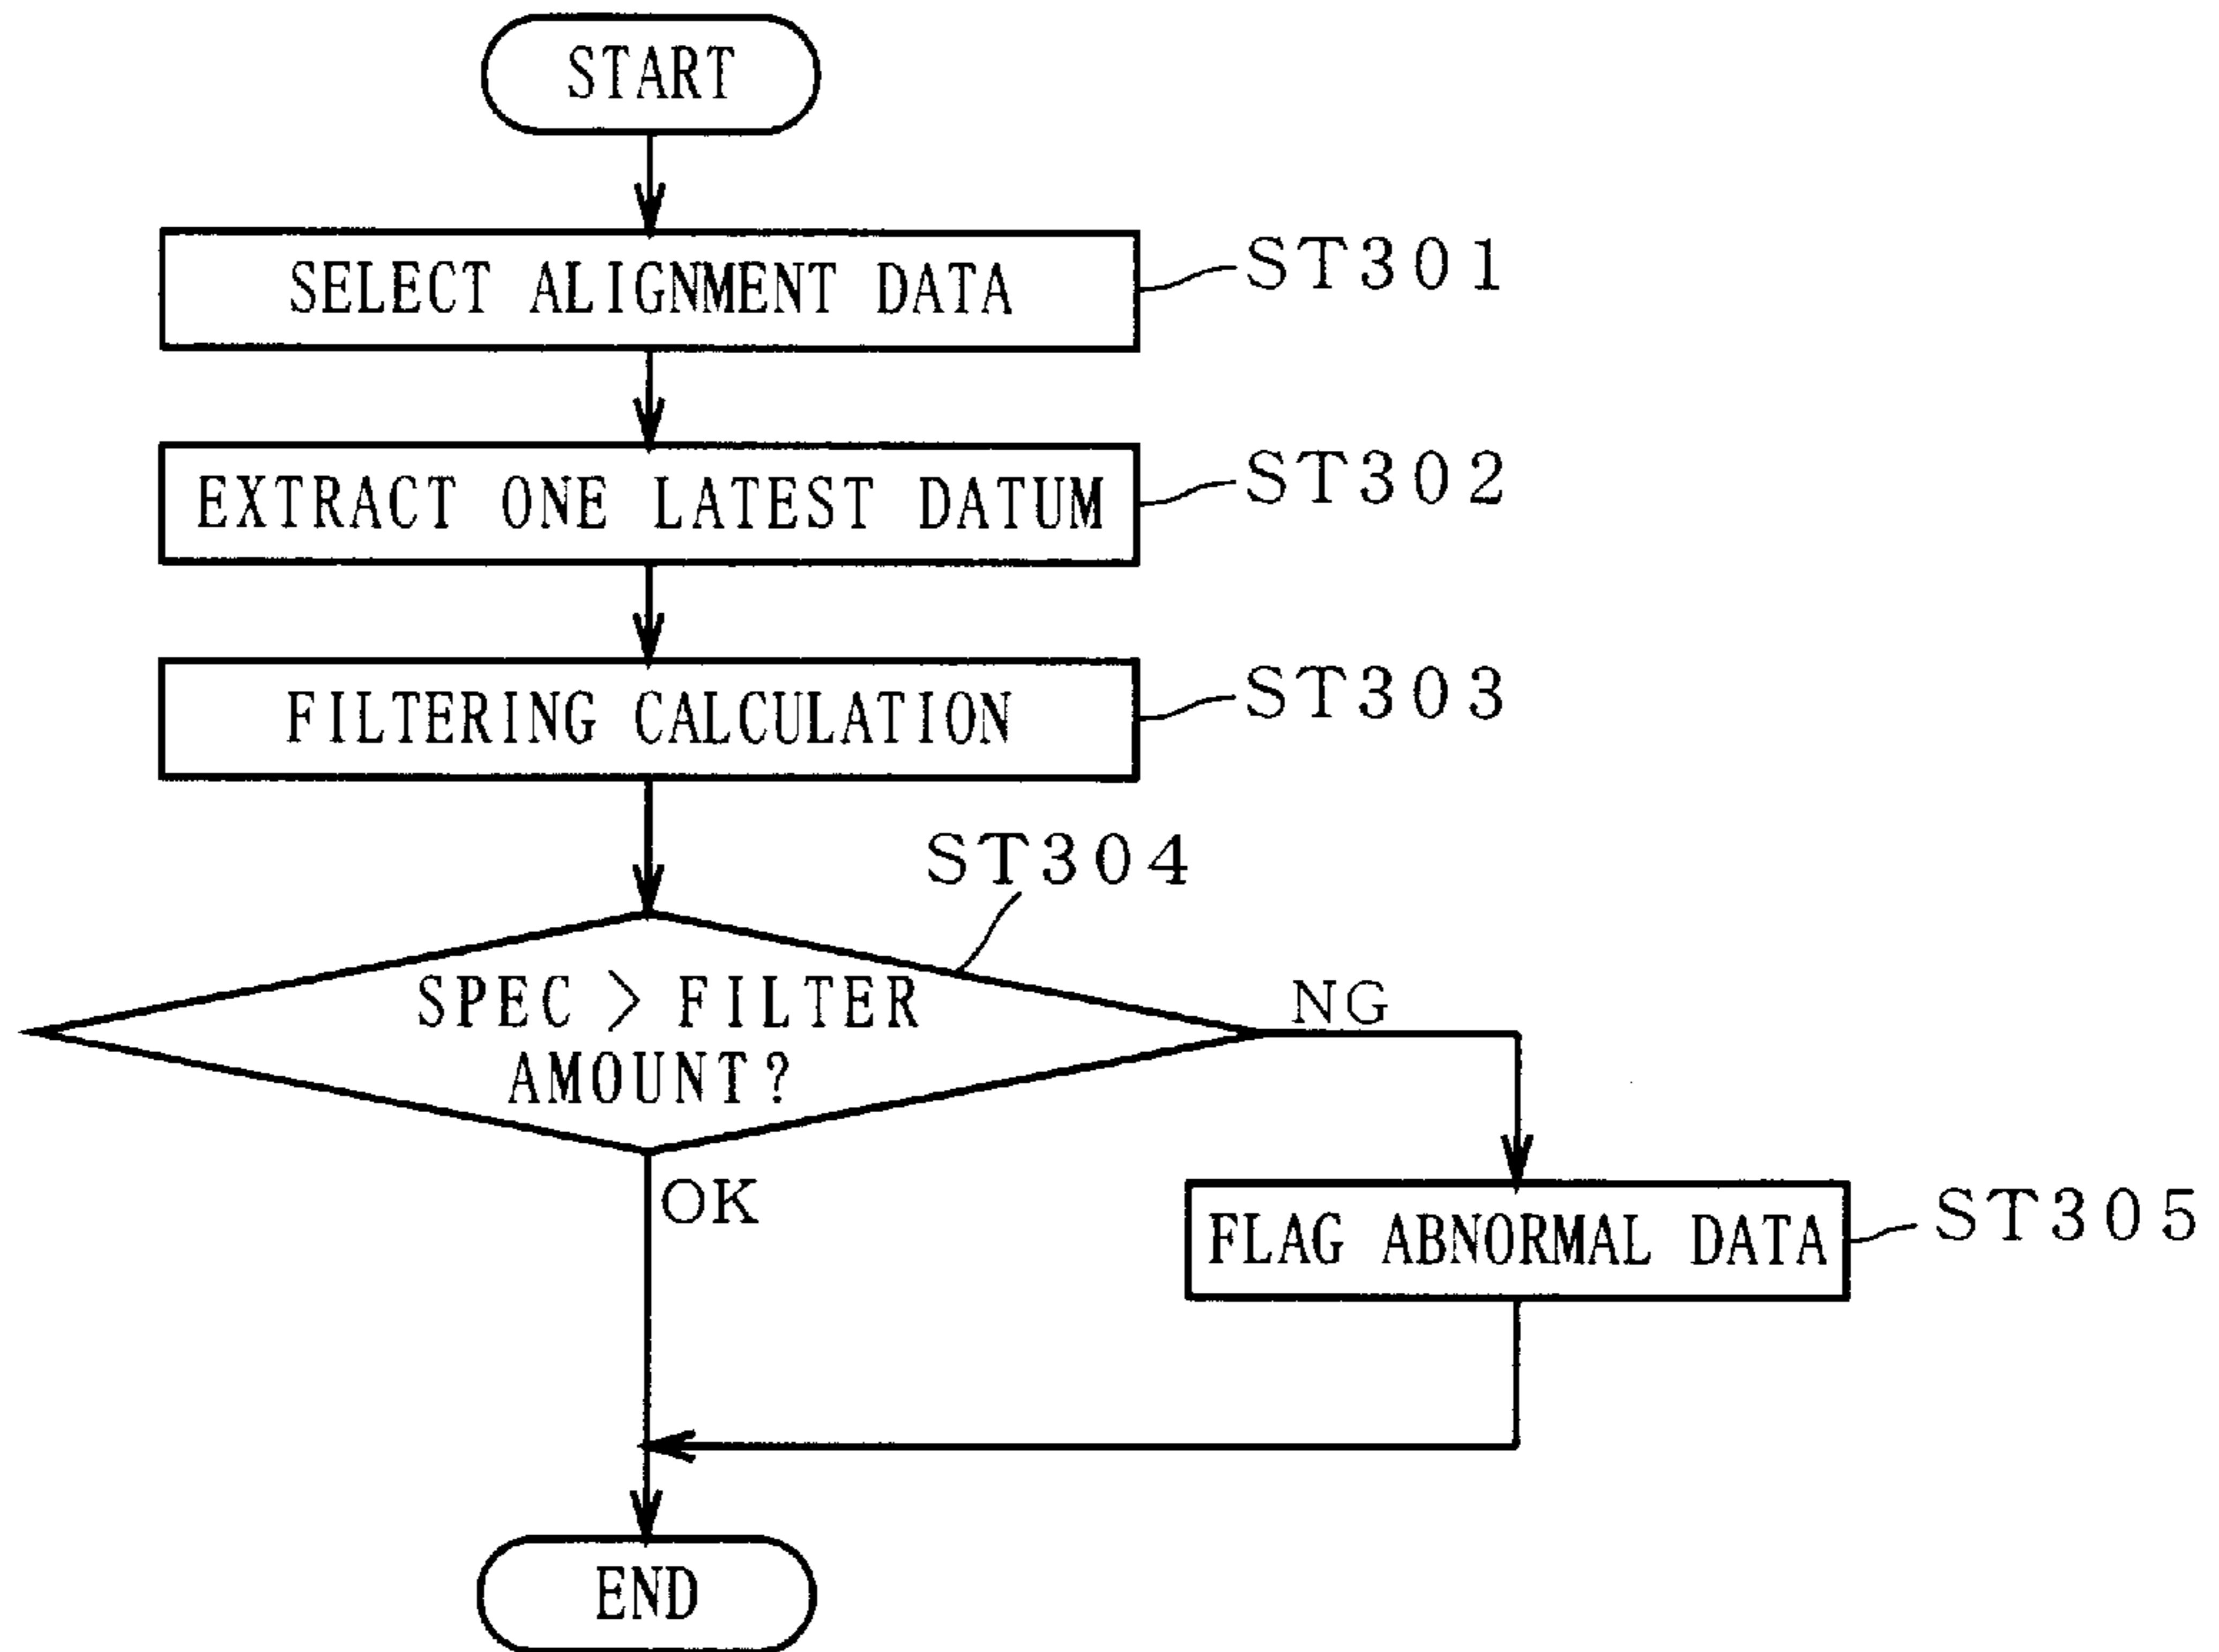 START
SELECT ALIGNMENT DATA
ST301
EXTRACT ONE LATEST DATUM
ST302
FILTERING CALCULATION
ST303
ST304
SPEC > FILTER
AMOUNT?
NG
OK
FLAG ABNORMAL DATA
ST305
END